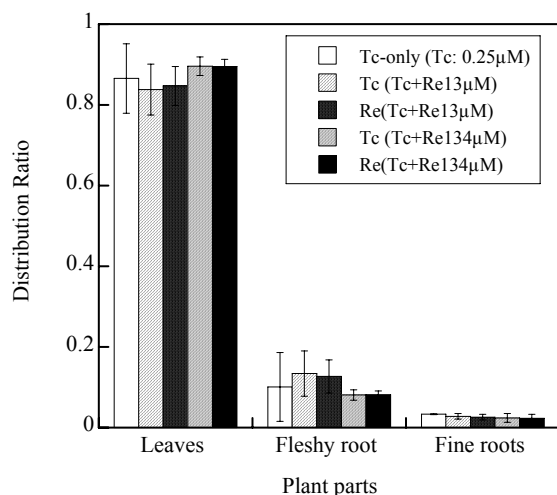 Distribution Ratio
1
0.8
0.6
0.4
0.2
0
Tc-only (Tc: 0.25µM)
Tc (Tc+Re13µM)
Re(Tc+Re13µM)
Tc (Tc+Re134µM)
Re(Tc+Re134µM)
Leaves Fleshy root Fine roots
Plant parts